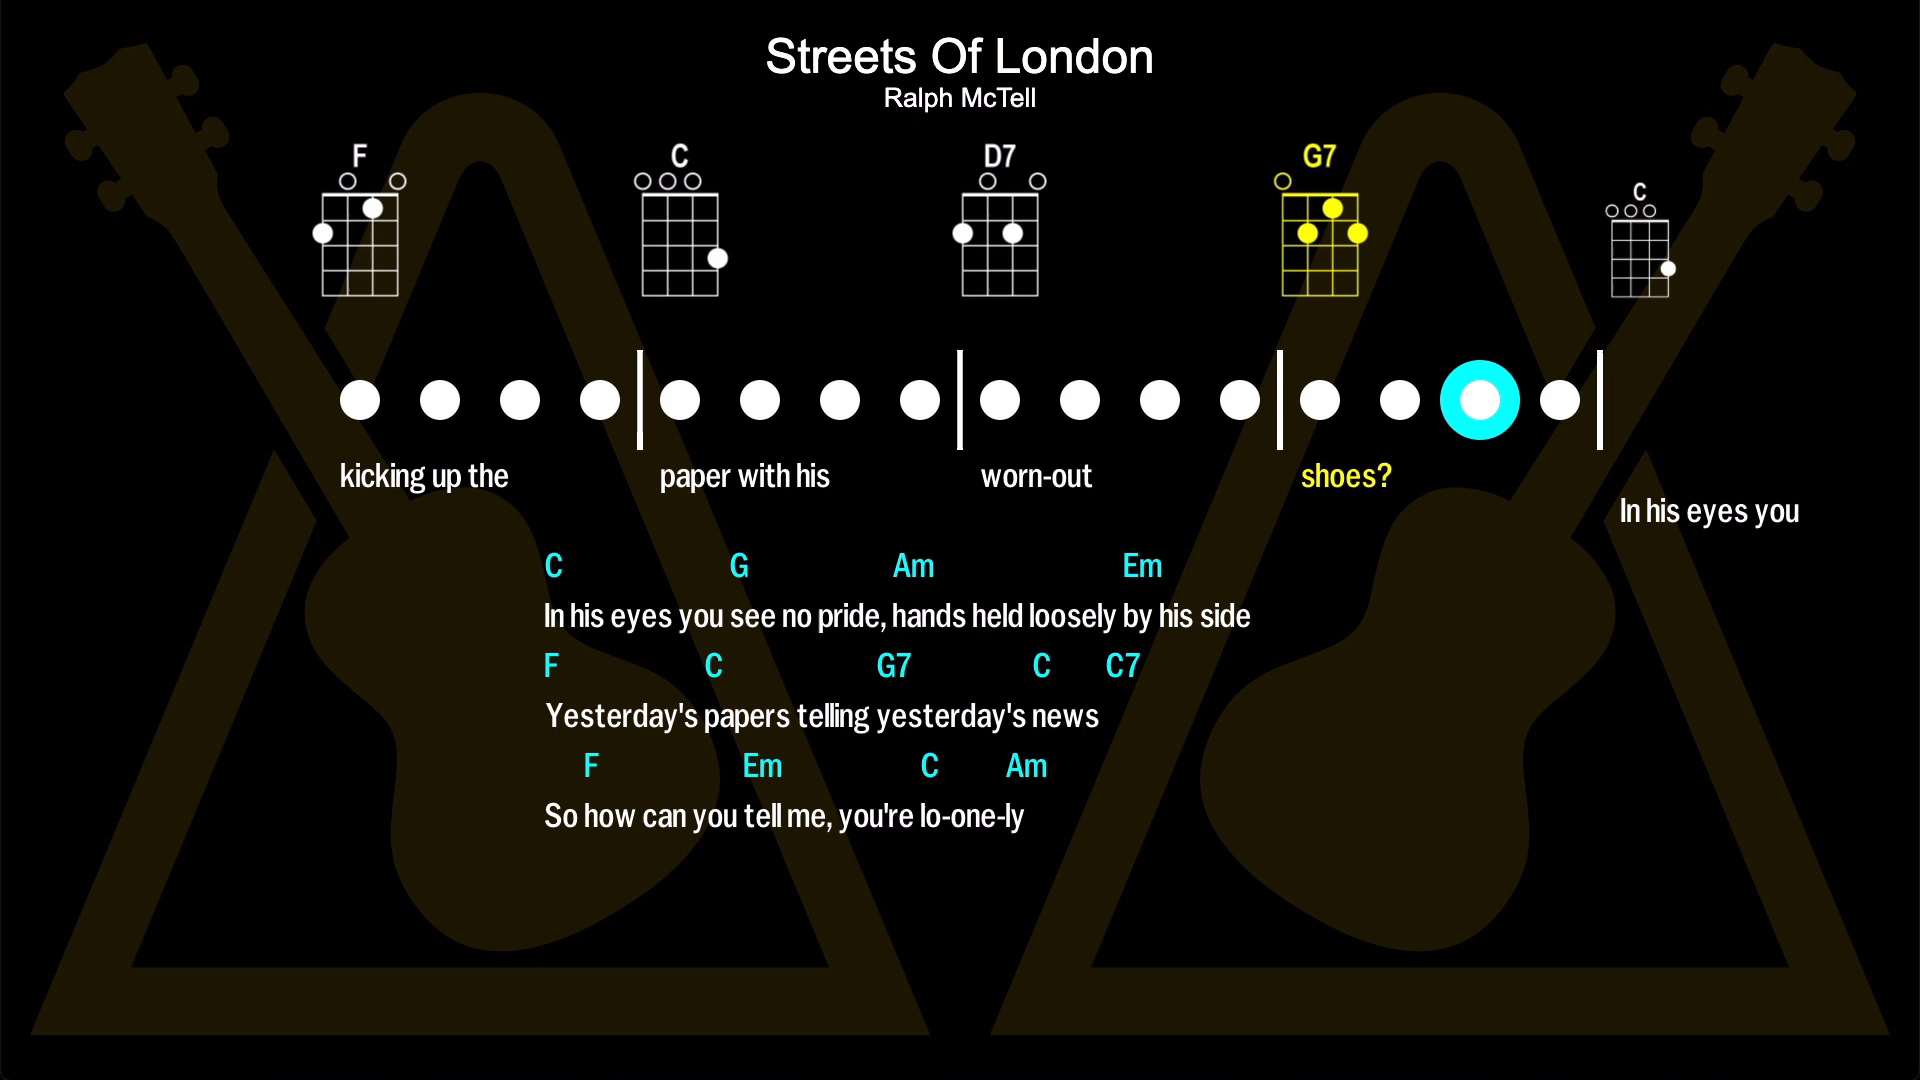 Streets Of London
Ralph McTell
F C D7 G7 C
kicking up the paper with his worn-out shoes?
In his eyes you
C G Am Em
In his eyes you see no pride, hands held loosely by his side
F C G7 C C7
Yesterday's papers telling yesterday's news
F Em C Am
So how can you tell me, you're lo-one-ly